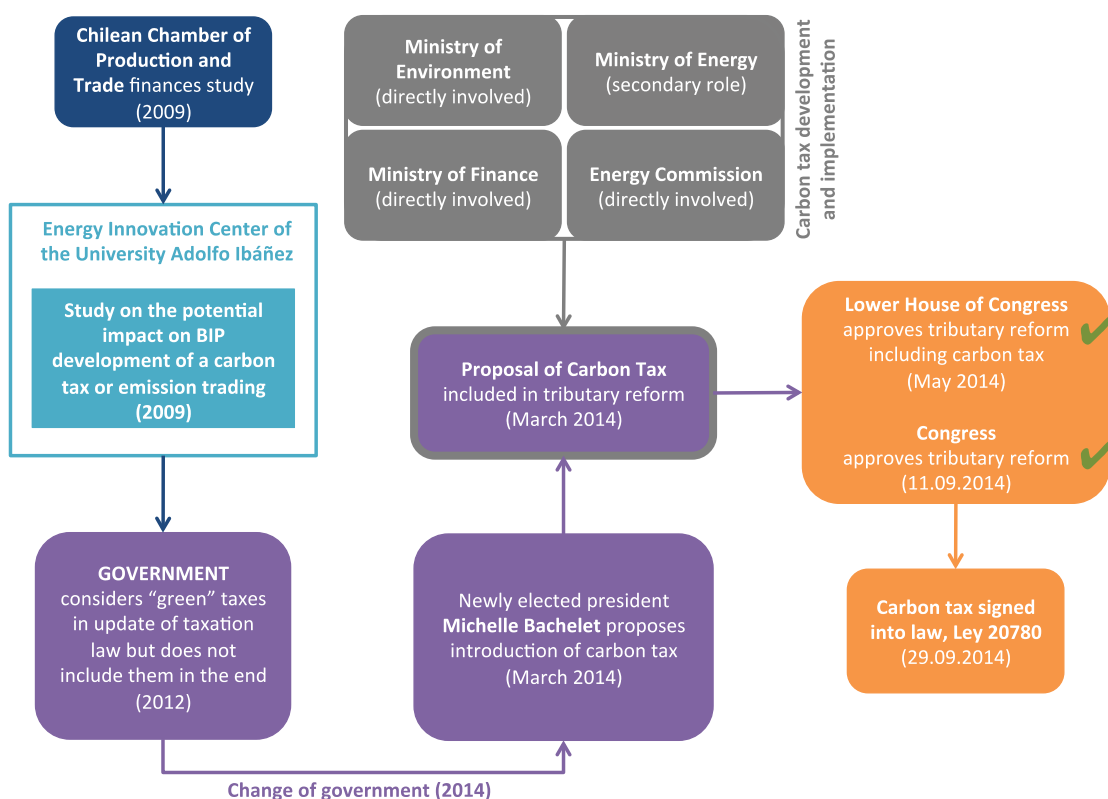 Chilean Chamber of
Production and
Trade finances study
(2009)
Energy Innovation Center of
the University Adolfo Ibáñez
Study on the potential
impact on BIP
development of a carbon
tax or emission trading
(2009)
GOVERNMENT
considers “green” taxes
in update of taxation
law but does not
include them in the end
(2012)
Change of government (2014)
Ministry of
Environment
(directly involved)
Ministry of Energy
(secondary role)
Ministry of Finance
(directly involved)
Energy Commission
(directly involved)
Carbon tax development
and implementation
Proposal of Carbon Tax
included in tributary reform
(March 2014)
Newly elected president
Michelle Bachelet proposes
introduction of carbon tax
(March 2014)
Lower House of Congress
approves tributary reform
including carbon tax
(May 2014)
Congress
approves tributary reform
(11.09.2014)
Carbon tax signed
into law, Ley 20780
(29.09.2014)